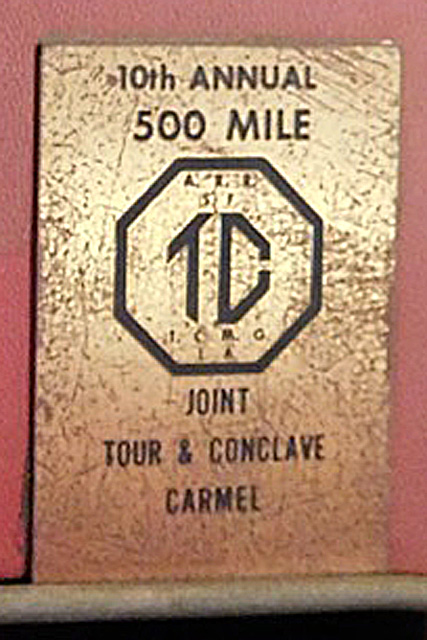 10th ANNUAL
500 MILE
S F
TC
T. C. M. G.
L A
JOINT
TOUR & CONCLAVE
CARMEL